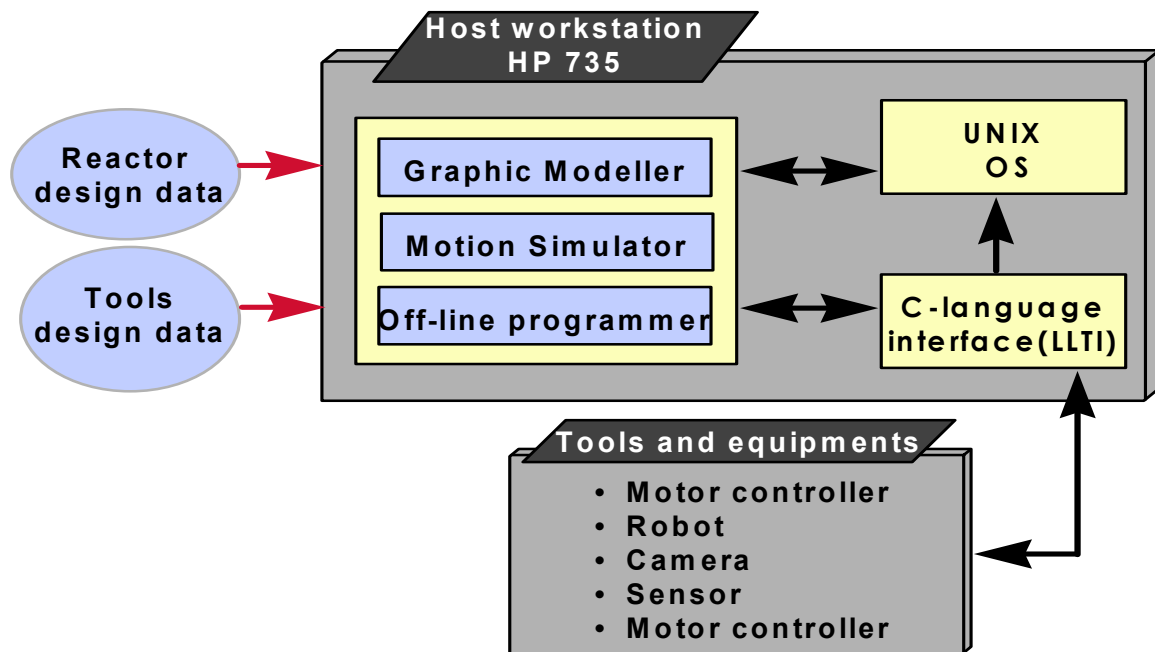 Host workstation
HP 735
Reactor
design data
Tools
design data
Graphic Modeller
Motion Simulator
Off-line programmer
UNIX
OS
C-language
interface(LLTI)
Tools and equipments
• Motor controller
• Robot
• Camera
• Sensor
• Motor controller